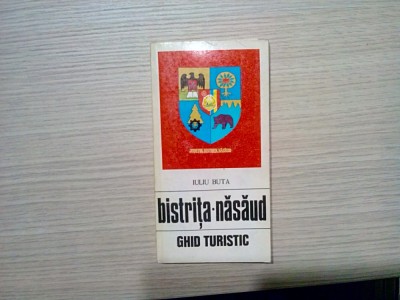 IULIU BUTA
bistrița·năsăud
GHID TURISTIC